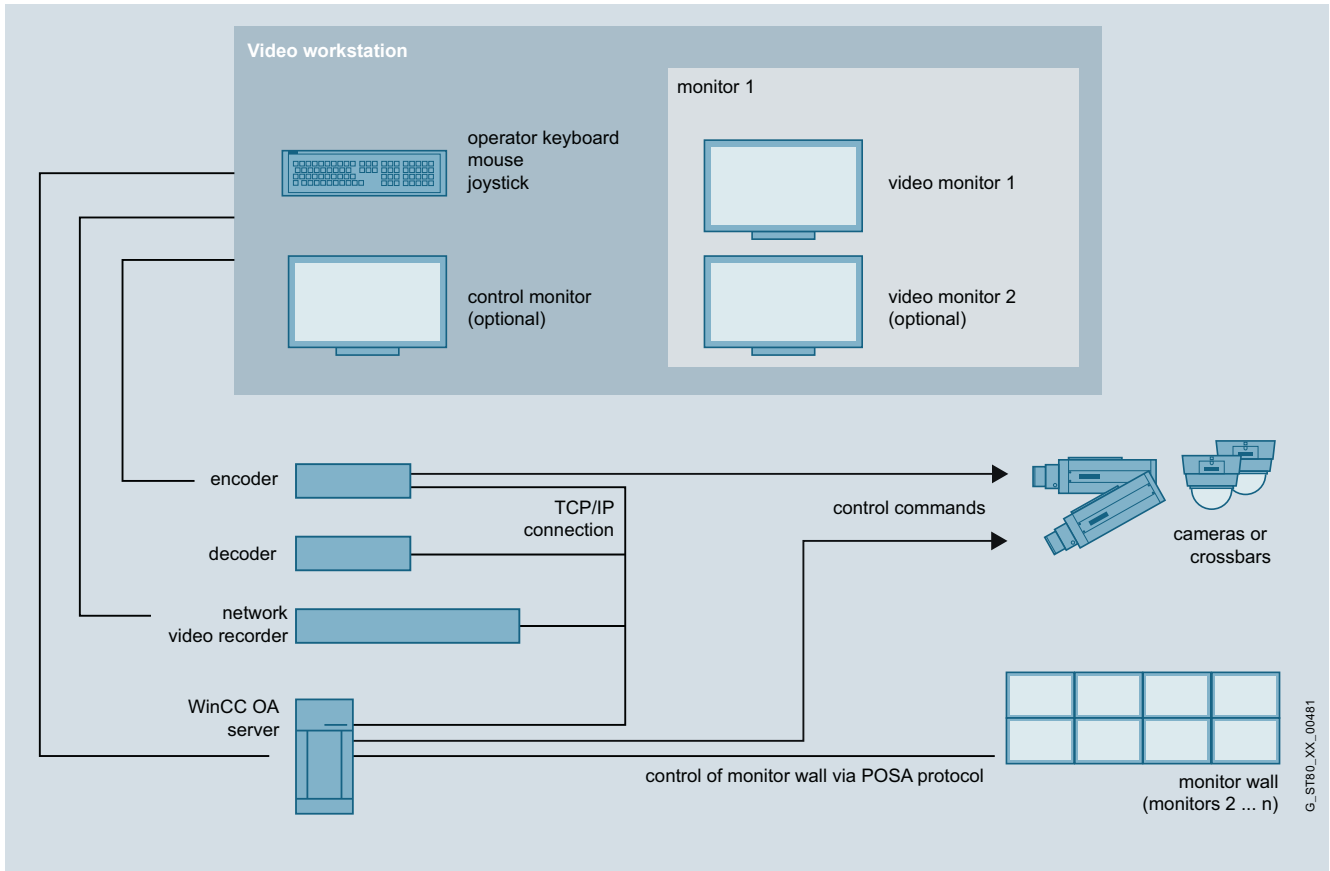 Video workstation
monitor 1
operator keyboard
mouse
joystick
video monitor 1
control monitor
(optional)
video monitor 2
(optional)
encoder
TCP/IP
connection
control commands
decoder
cameras or
crossbars
network
video recorder
WinCC OA
server
control of monitor wall via POSA protocol
monitor wall
(monitors 2 ... n)
G_ST80_XX_00481